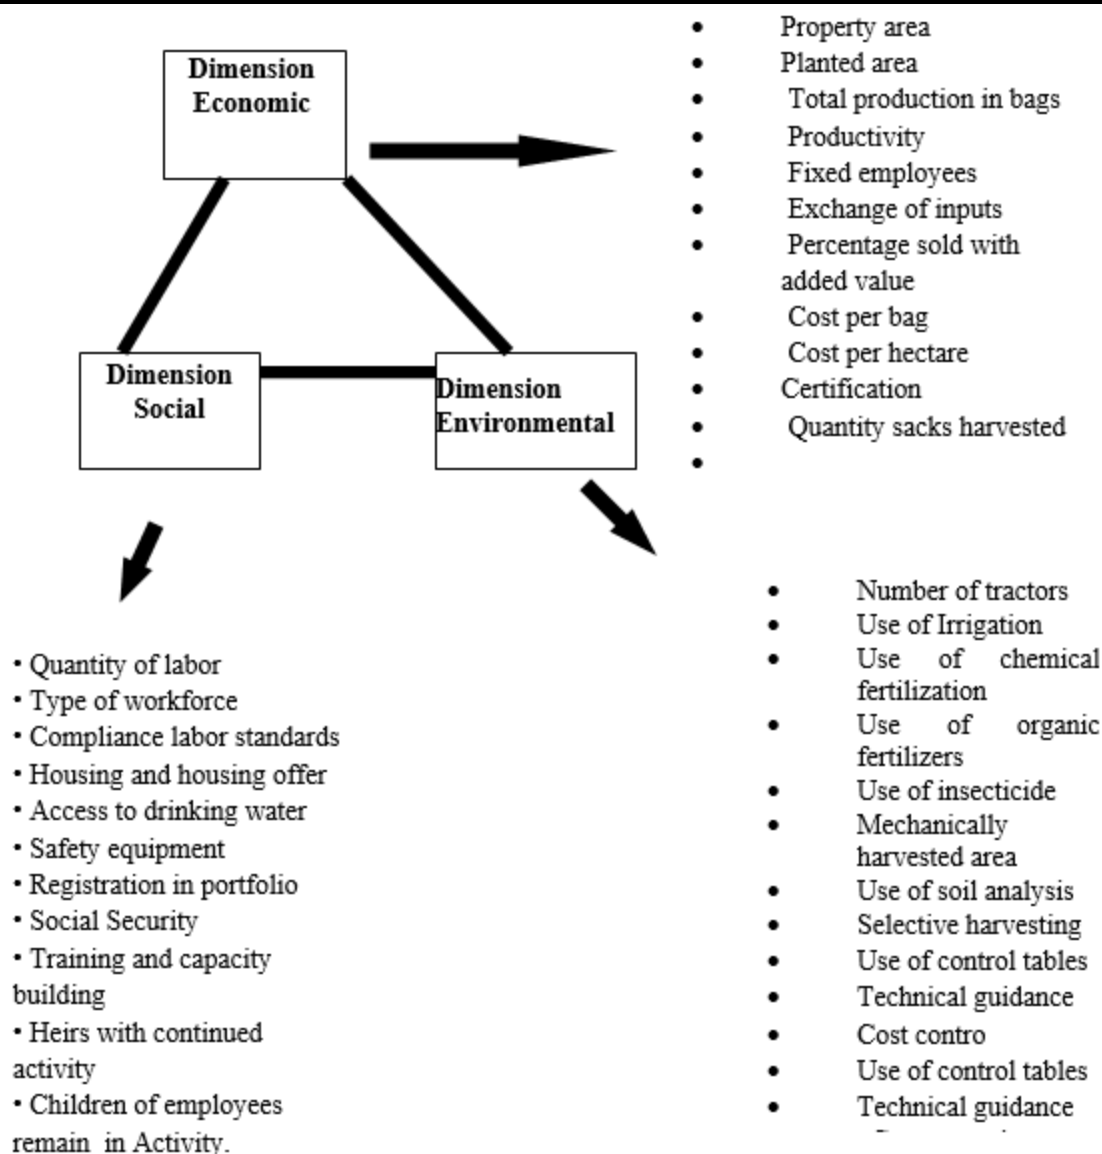 Dimension
Economic
• Property area
• Planted area
• Total production in bags
• Productivity
• Fixed employees
• Exchange of inputs
• Percentage sold with
added value
• Cost per bag
• Cost per hectare
• Certification
• Quantity sacks harvested
•
Dimension
Social
Dimension
Environmental
• Quantity of labor
• Type of workforce
• Compliance labor standards
• Housing and housing offer
• Access to drinking water
• Safety equipment
• Registration in portfolio
• Social Security
• Training and capacity
building
• Heirs with continued
activity
• Children of employees
remain in Activity.
• Number of tractors
• Use of Irrigation
• Use of chemical
fertilization
• Use of organic
fertilizers
• Use of insecticide
• Mechanically
harvested area
• Use of soil analysis
• Selective harvesting
• Use of control tables
• Technical guidance
• Cost contro
• Use of control tables
• Technical guidance